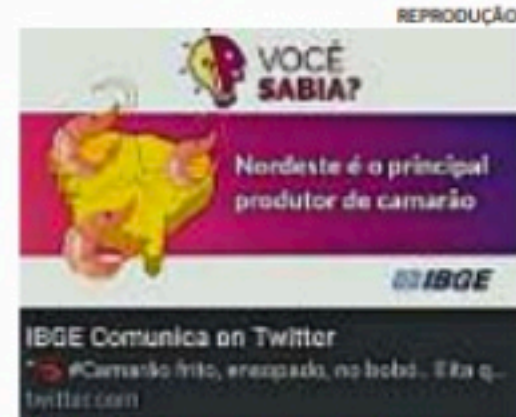 REPRODUÇÃO
VOCÊ
SABIA?
Nordeste é o principal
produtor de camarão
IBGE
IBGE Comunica on Twitter
" #Camarão frito, ensopado, no bobó.. Eita q...
twitter.com